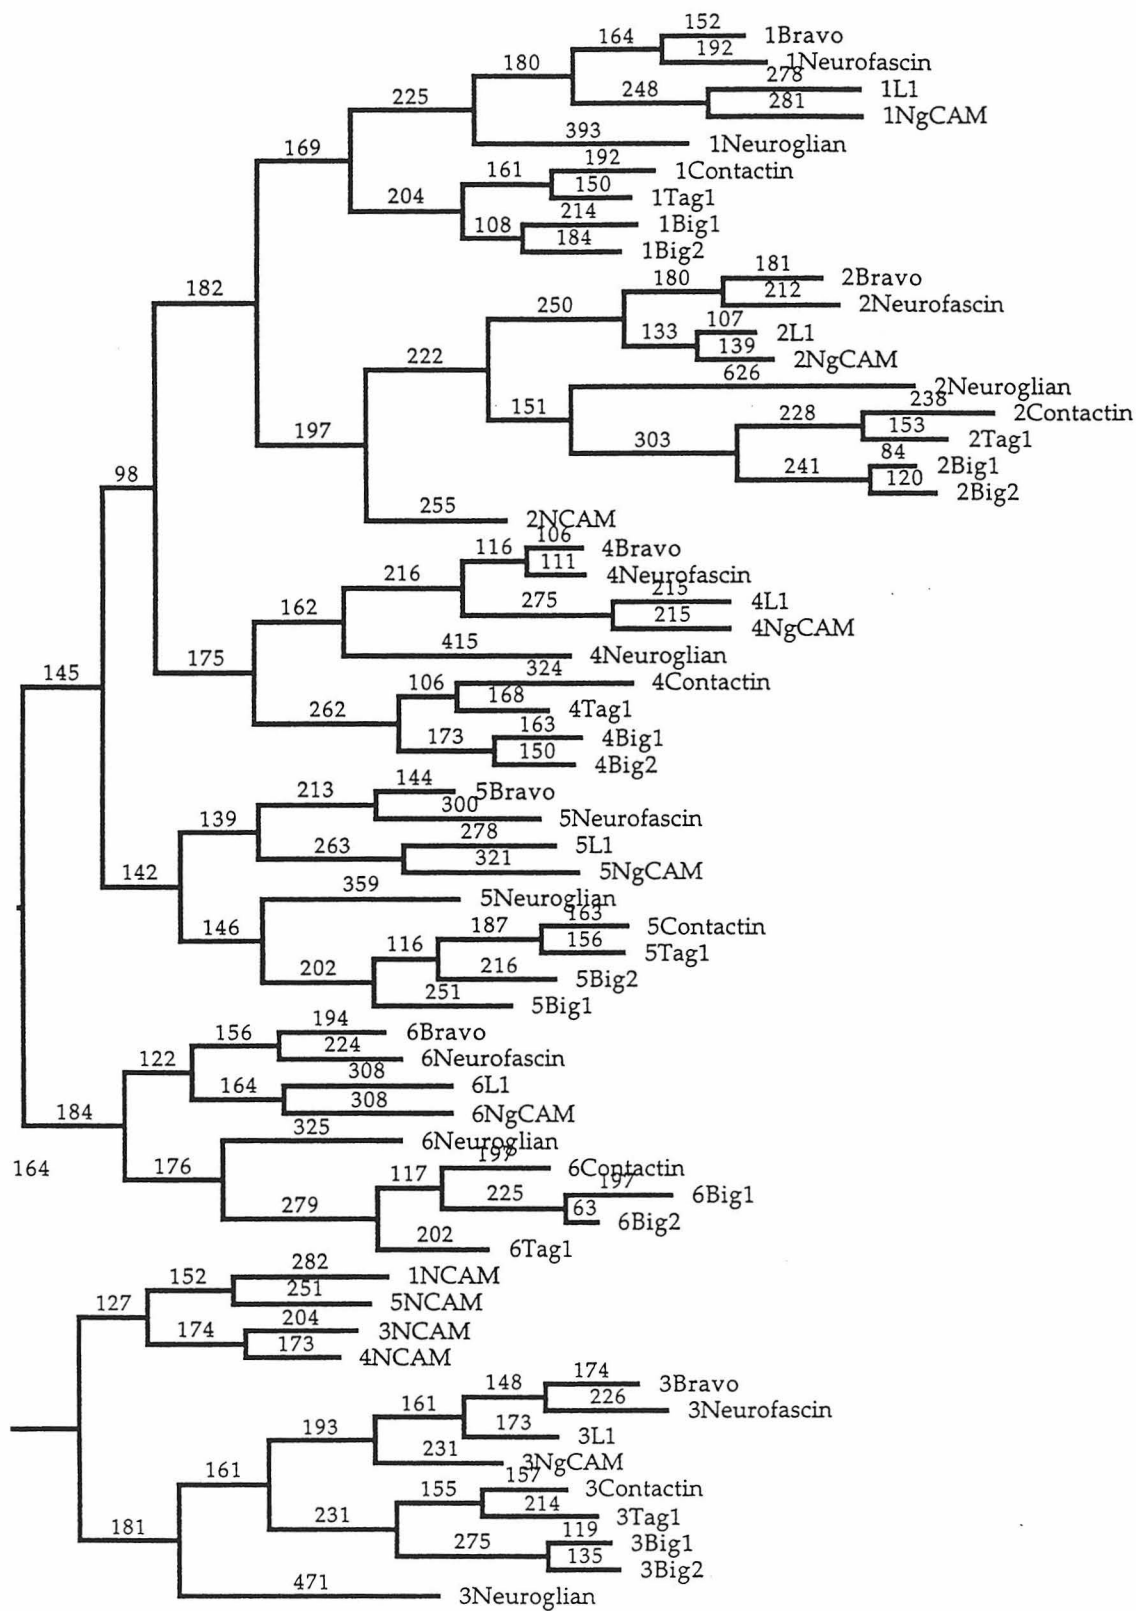 152
164 1Bravo
192
180 1Neurofascin
278
248 1L1
225 281
1NgCAM
393
169 1Neuroglian
192
161 1Contactin
150
204 1Tag1
214
108 1Big1
184
1Big2
181
180 2Bravo
182 212
250 2Neurofascin
107
133 2L1
139
222 2NgCAM
626
2Neuroglian
238
151 228 2Contactin
153
197 303 2Tag1
84
241 2Big1
98 120
2Big2
255
2NCAM
106
116 4Bravo
111
216 4Neurofascin
215
275 4L1
162 215
4NgCAM
415
175 4Neuroglian
145 324
106 4Contactin
168
262 4Tag1
163
173 4Big1
150
4Big2
144
213 5Bravo
300
139 5Neurofascin
278
263 5L1
321
142 5NgCAM
359
5Neuroglian
163
146 187 5Contactin
156
116 5Tag1
202 216
5Big2
251
5Big1
194
156 6Bravo
224
122 6Neurofascin
308
164 6L1
308
184 6NgCAM
325
6Neuroglian
197
164 176 117 6Contactin
197
225 6Big1
279 63
6Big2
202
6Tag1
282
152 1NCAM
251
127 5NCAM
204
174 3NCAM
173
4NCAM
174
148 3Bravo
226
161 3Neurofascin
193 173
3L1
231
161 3NgCAM
157
155 3Contactin
214
231 3Tag1
181 119
275 3Big1
135
3Big2
471
3Neuroglian